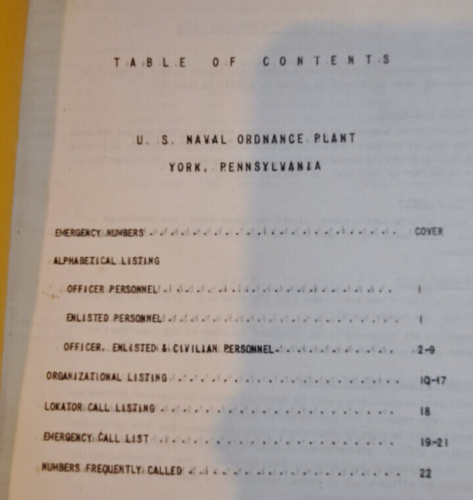 TABLE OF CONTENTS
U. S. NAVAL ORDNANCE PLANT
YORK, PENNSYLVANIA
EMERGENCY NUMBERS . . . . . . . . . . . . . . . . . . . . COVER
ALPHABETICAL LISTING
OFFICER PERSONNEL . . . . . . . . . . . . . . . . . . . . 1
ENLISTED PERSONNEL . . . . . . . . . . . . . . . . . . . . 1
OFFICER, ENLISTED & CIVILIAN PERSONNEL . . . . . . . . . . 2-9
ORGANIZATIONAL LISTING . . . . . . . . . . . . . . . . . . 10-17
LOKATOR CALL LISTING . . . . . . . . . . . . . . . . . . . 18
EMERGENCY CALL LIST . . . . . . . . . . . . . . . . . . . 19-21
NUMBERS FREQUENTLY CALLED . . . . . . . . . . . . . . . . 22